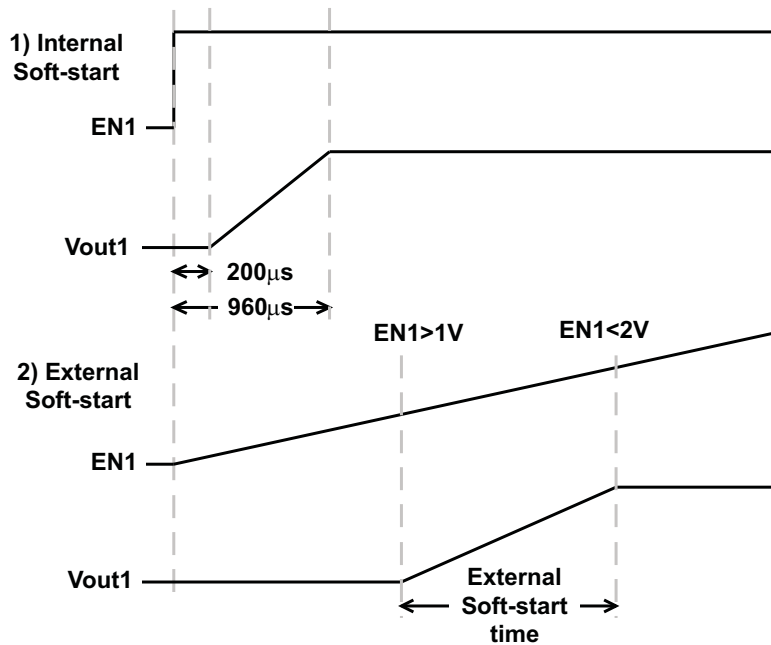 1) Internal
Soft-start
EN1
Vout1
200μs
960μs
EN1>1V
EN1<2V
2) External
Soft-start
EN1
Vout1
External
Soft-start
time